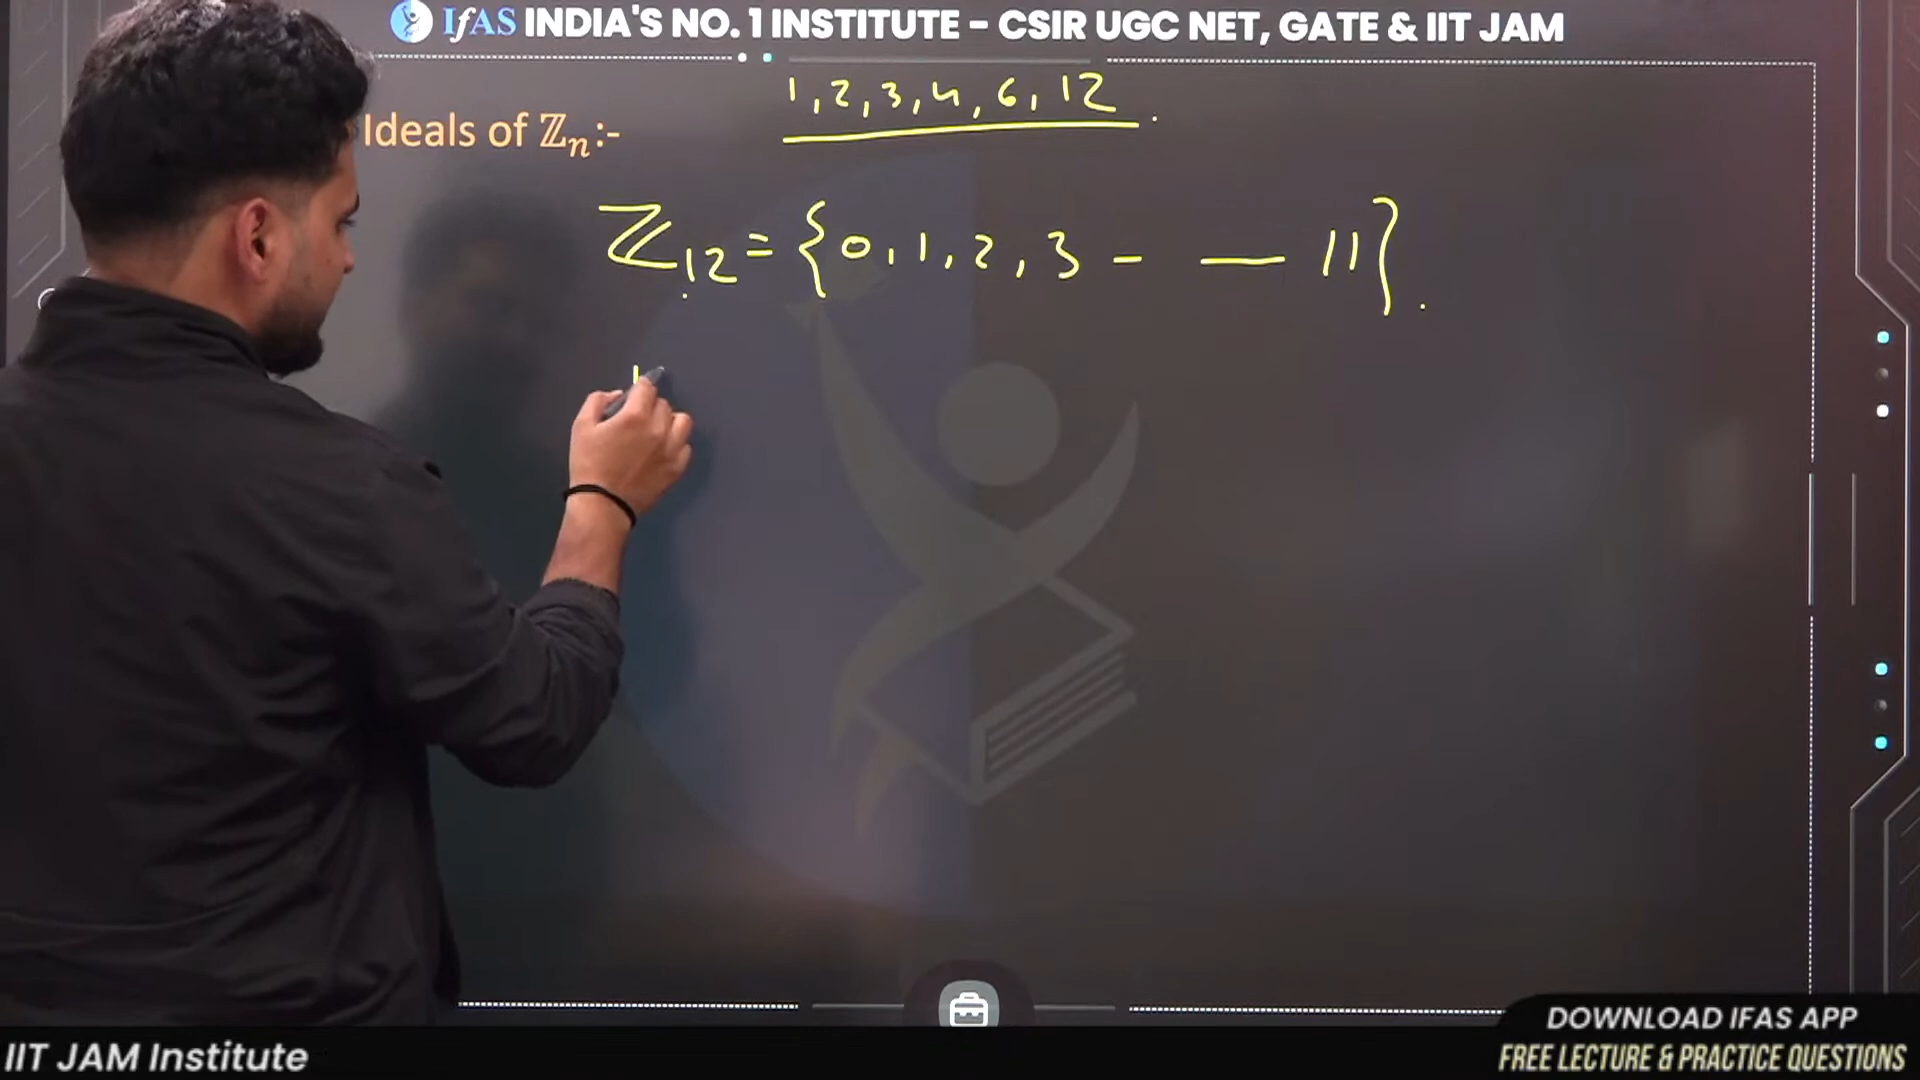 IfAS INDIA'S NO. 1 INSTITUTE - CSIR UGC NET, GATE & IIT JAM
1, 2, 3, 4, 6, 12
Ideals of ℤn:-
ℤ12 = {0, 1, 2, 3 - — 11}.
DOWNLOAD IFAS APP
IIT JAM Institute
FREE LECTURE & PRACTICE QUESTIONS